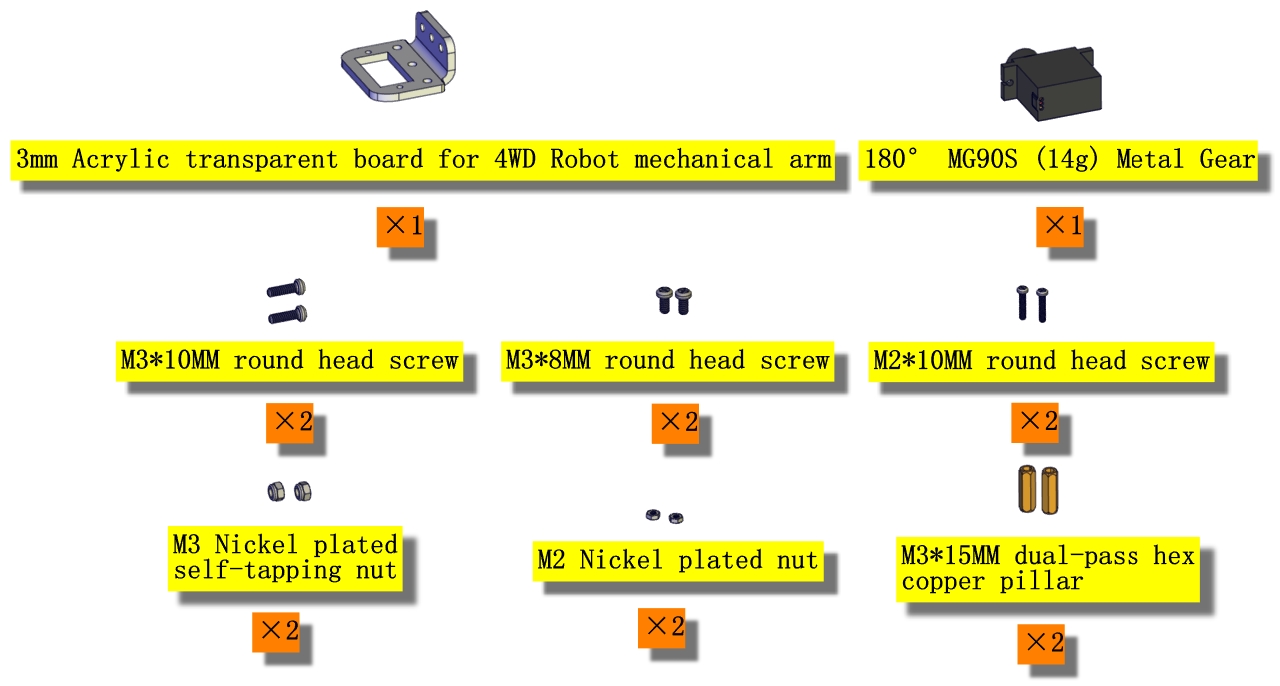 3mm Acrylic transparent board for 4WD Robot mechanical arm
180° MG90S (14g) Metal Gear
×1
×1
M3*10MM round head screw
M3*8MM round head screw
M2*10MM round head screw
×2
×2
×2
M3 Nickel plated
self-tapping nut
M2 Nickel plated nut
M3*15MM dual-pass hex
copper pillar
×2
×2
×2